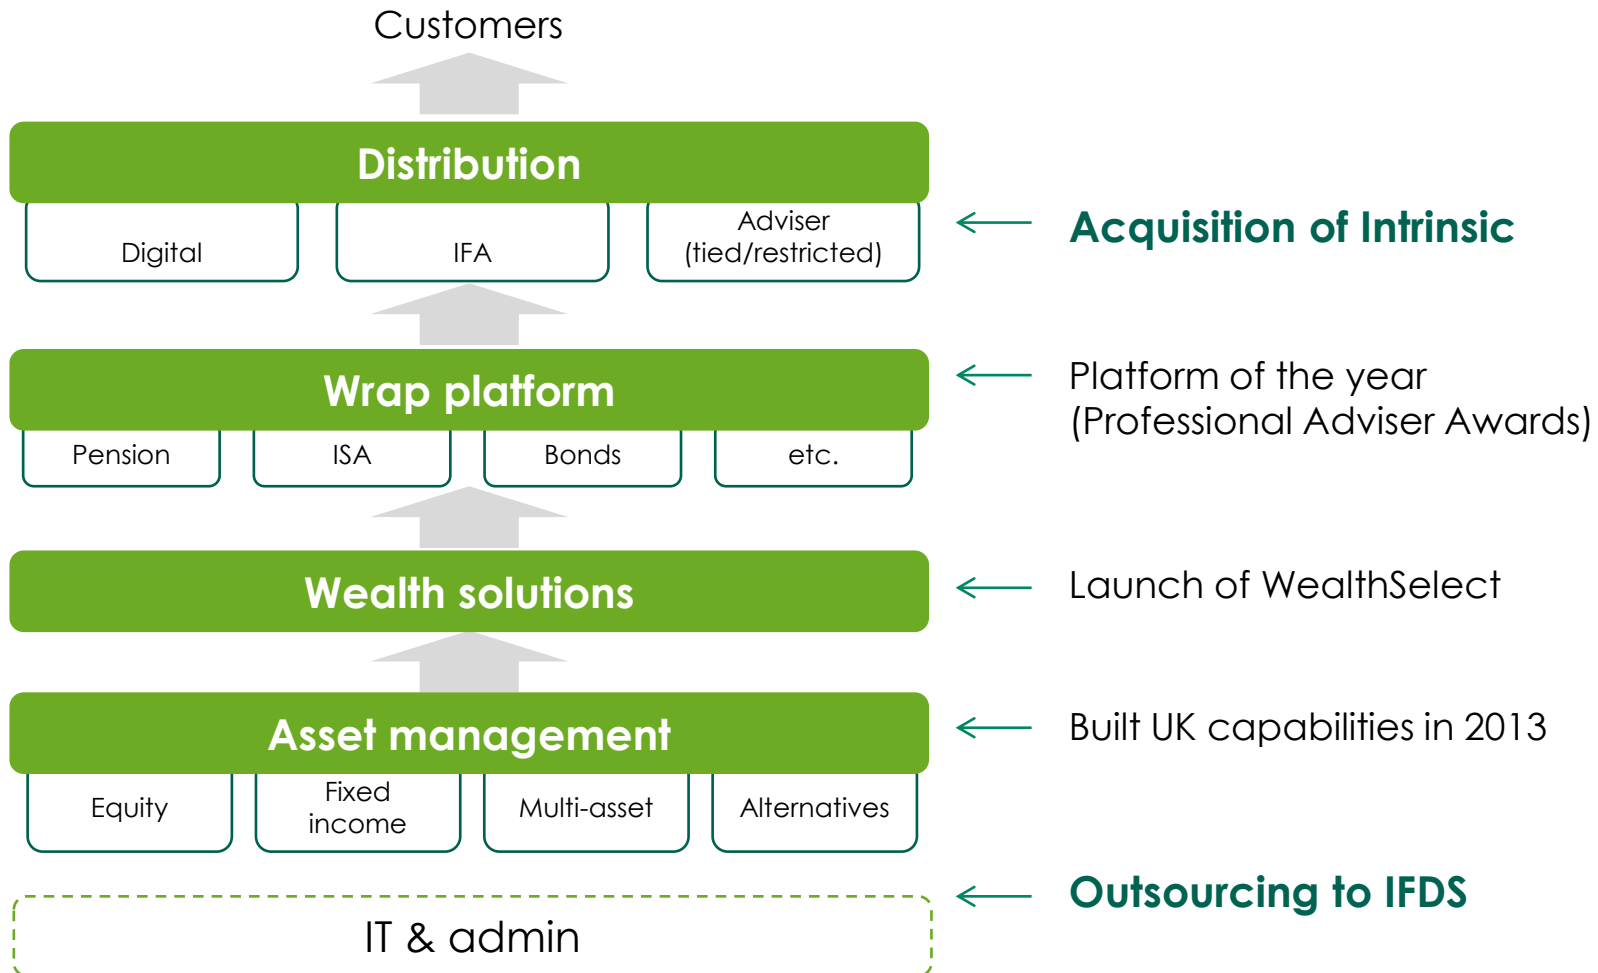 Customers
Distribution
Digital
IFA
Adviser
(tied/restricted)
Acquisition of Intrinsic
Wrap platform
Pension
ISA
Bonds
etc.
Platform of the year
(Professional Adviser Awards)
Wealth solutions
Launch of WealthSelect
Asset management
Equity
Fixed
income
Multi-asset
Alternatives
Built UK capabilities in 2013
IT & admin
Outsourcing to IFDS